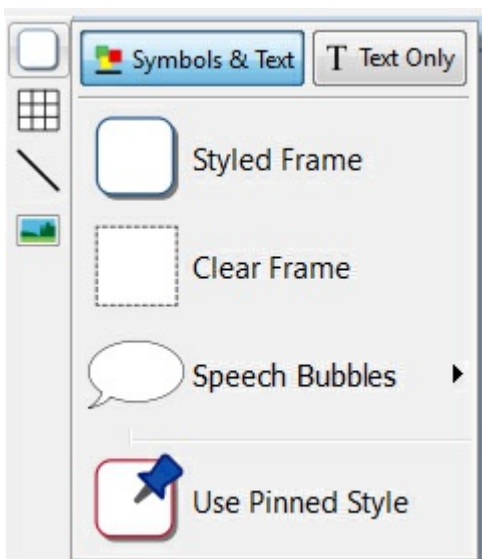 Symbols & Text
T Text Only
Styled Frame
Clear Frame
Speech Bubbles
Use Pinned Style